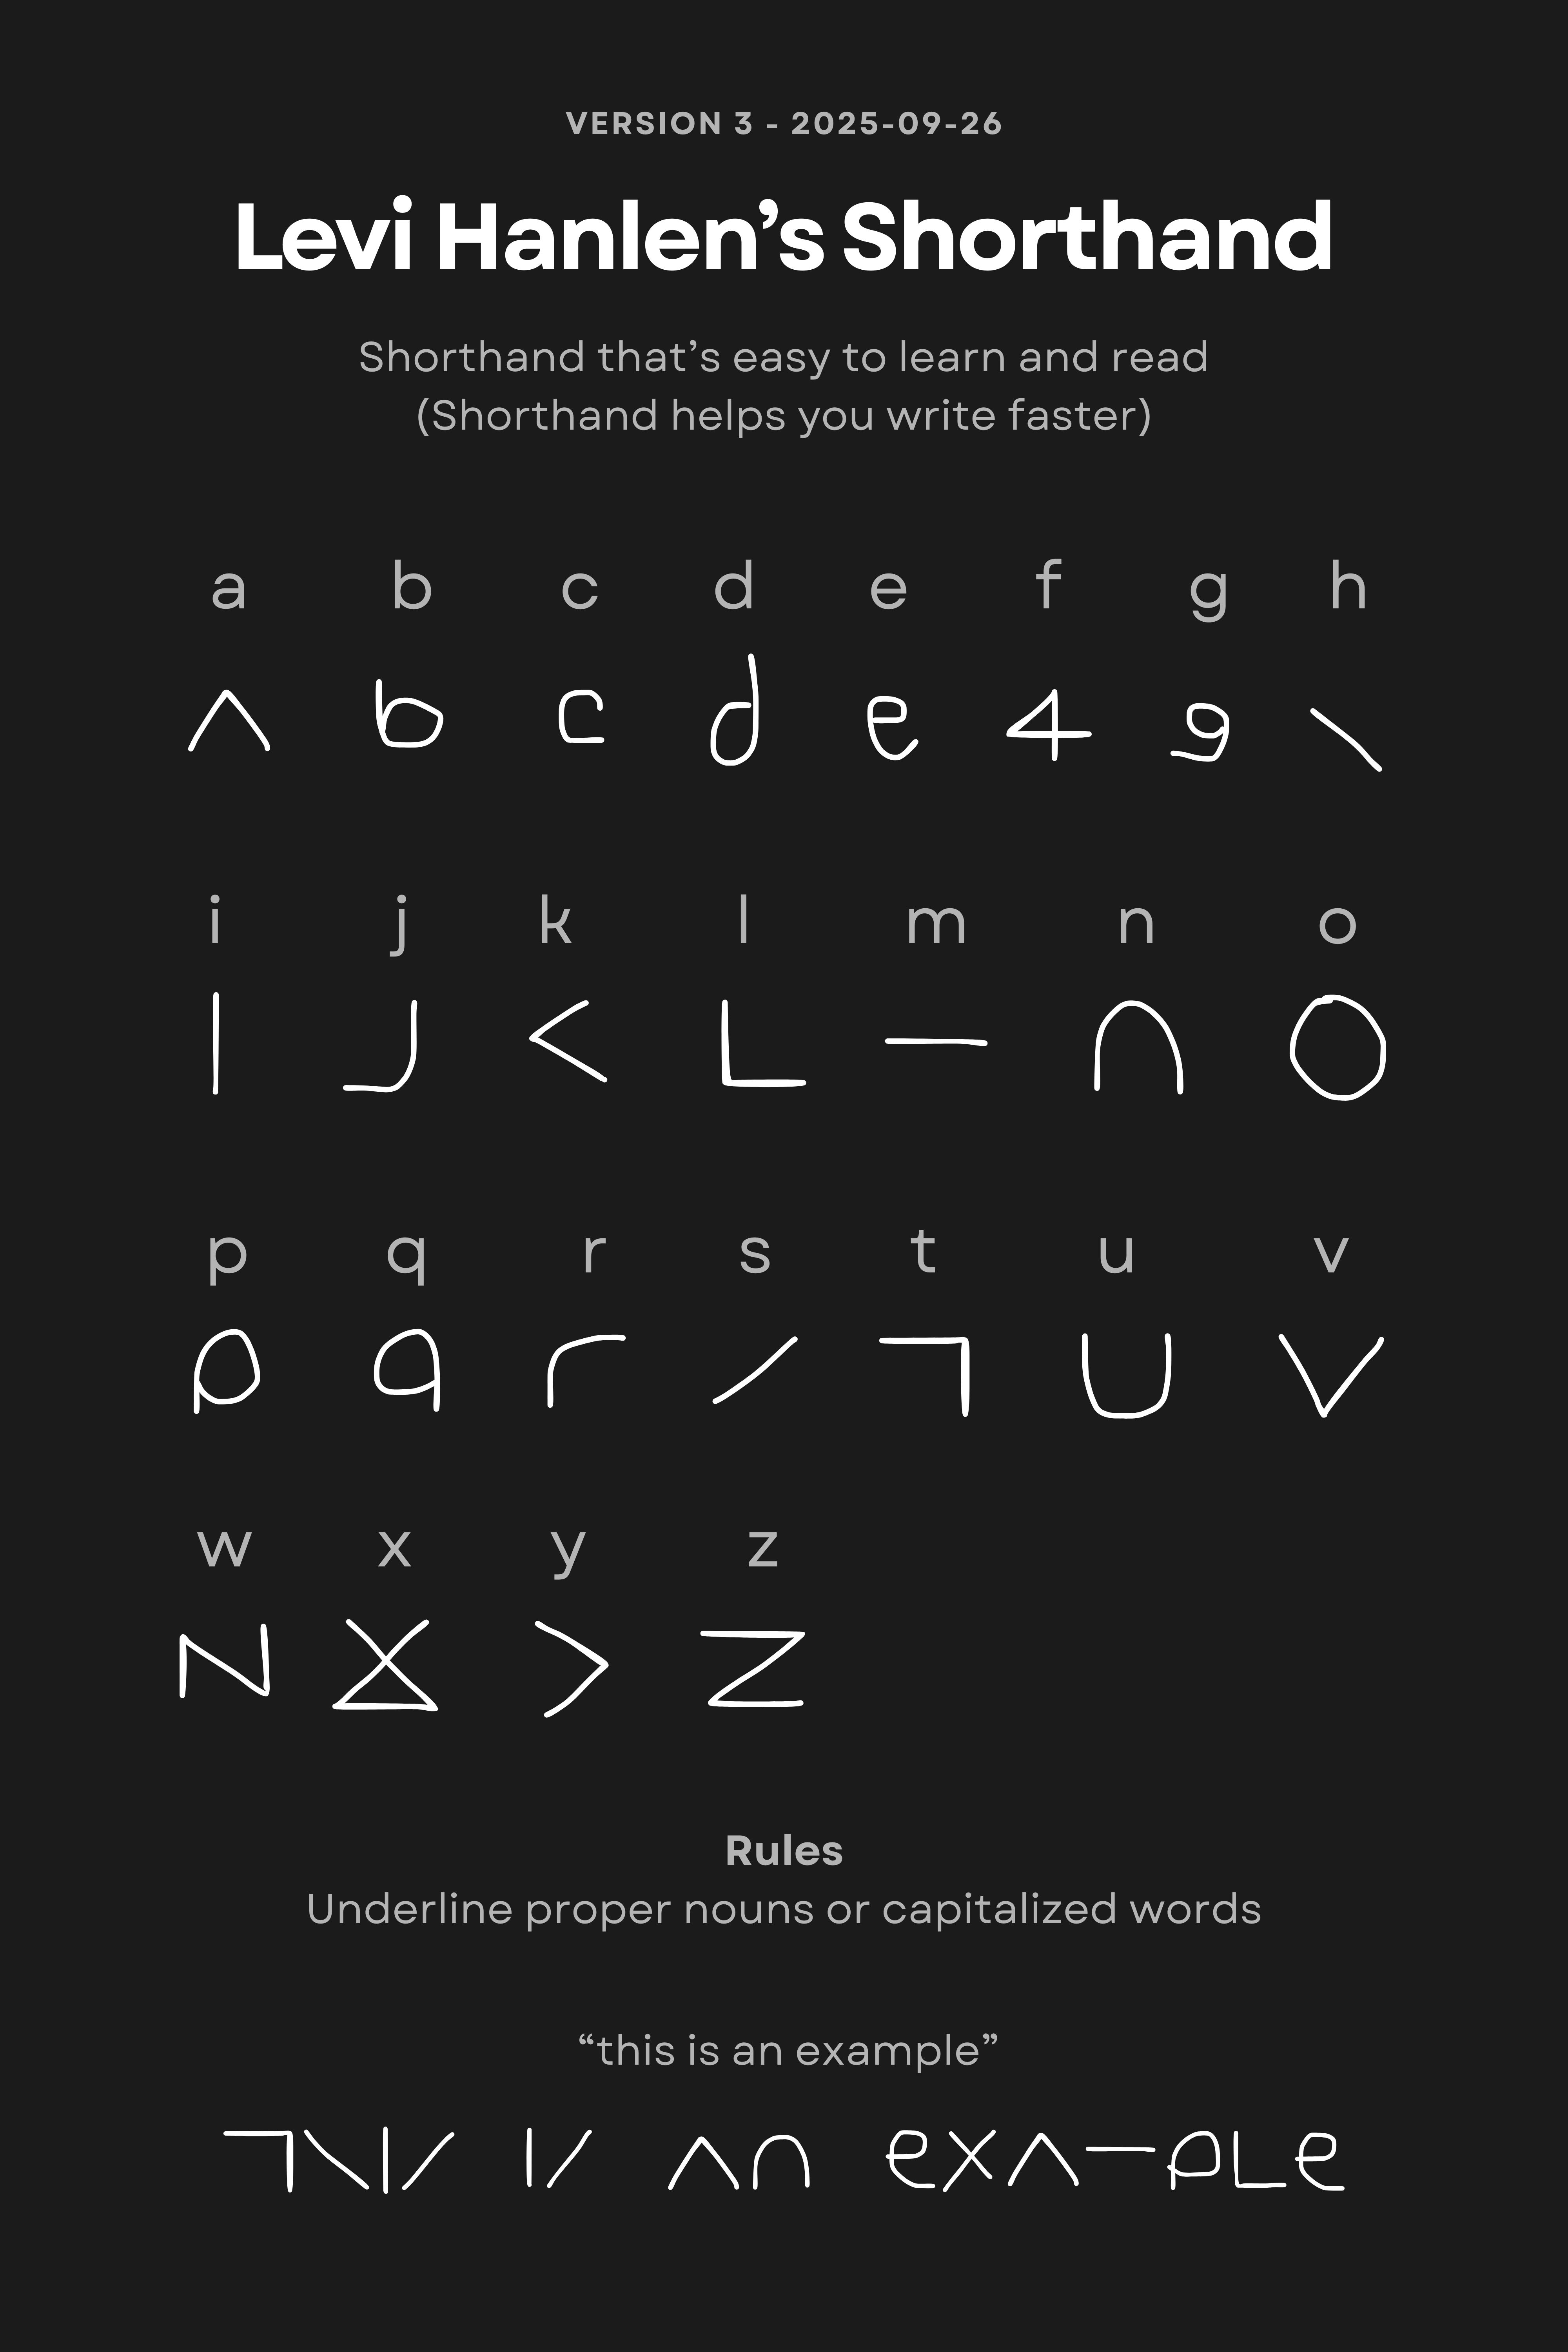 VERSION 3 - 2025-09-26
Levi Hanlen’s Shorthand
Shorthand that’s easy to learn and read
(Shorthand helps you write faster)
a b c d e f g h
i j k l m n o
p q r s t u v
w x y z
Rules
Underline proper nouns or capitalized words
“this is an example”